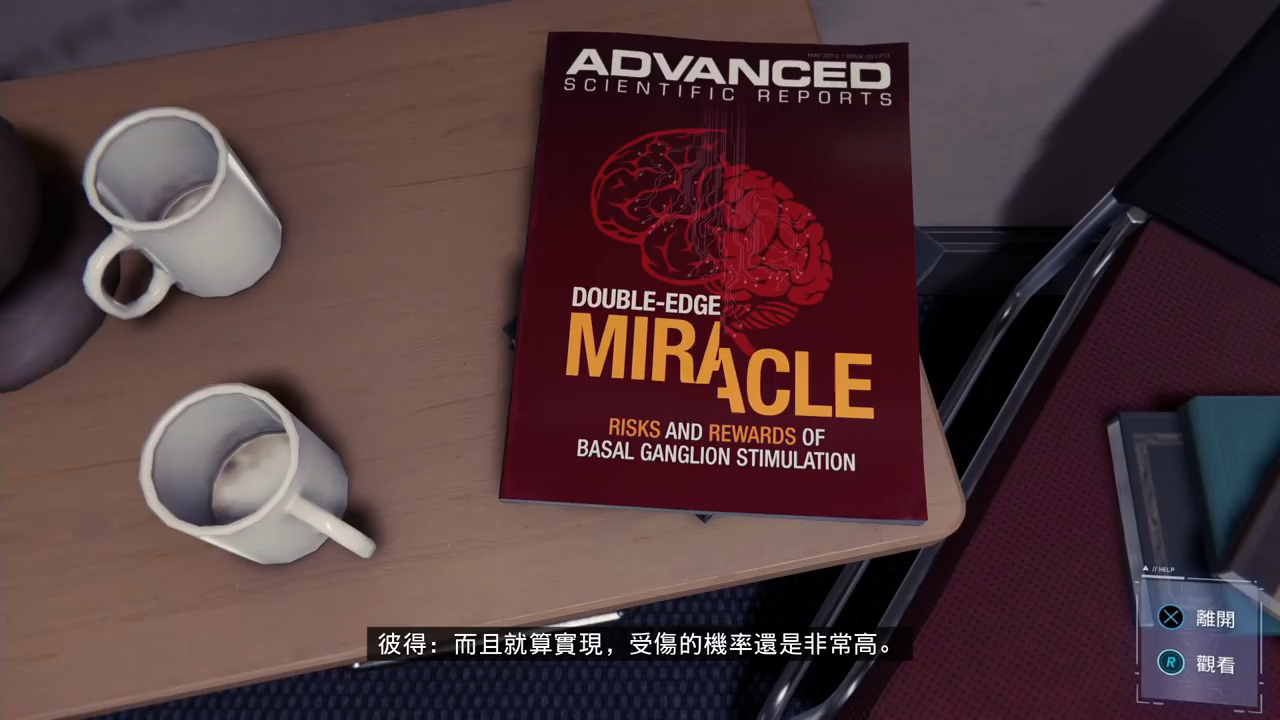 ADVANCED
SCIENTIFIC REPORTS
DOUBLE-EDGE
MIRACLE
RISKS AND REWARDS OF
BASAL GANGLION STIMULATION
// HELP
離開
R 觀看
彼得：而且就算實現，受傷的機率還是非常高。